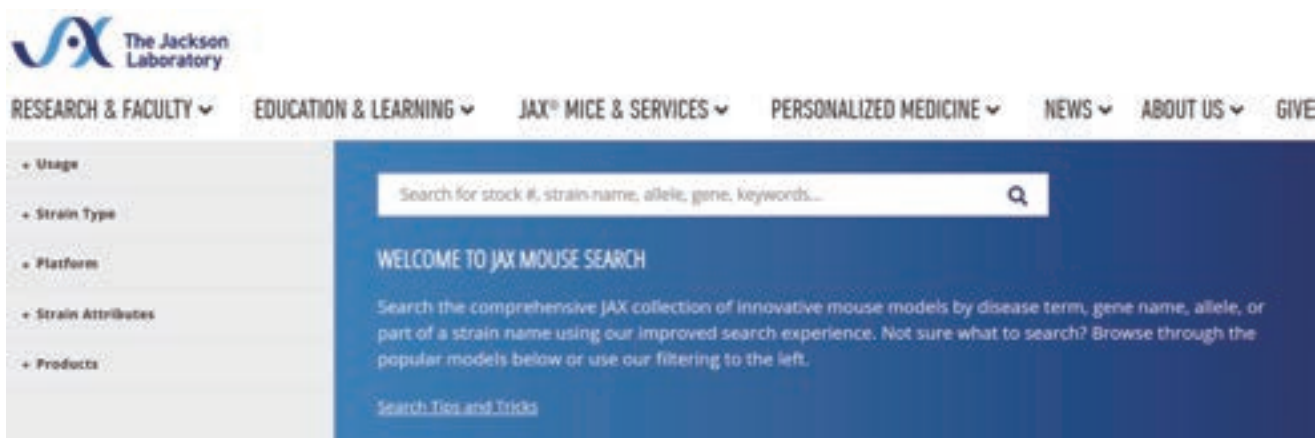 The Jackson
Laboratory
RESEARCH & FACULTY EDUCATION & LEARNING JAX® MICE & SERVICES PERSONALIZED MEDICINE NEWS ABOUT US GIVE
+ Usage
+ Strain Type
+ Platform
+ Strain Attributes
+ Products
Search for stock #, strain name, allele, gene, keywords...
WELCOME TO JAX MOUSE SEARCH
Search the comprehensive JAX collection of innovative mouse models by disease term, gene name, allele, or
part of a strain name using our improved search experience. Not sure what to search? Browse through the
popular models below or use our filtering to the left.
Search Tips and Tricks